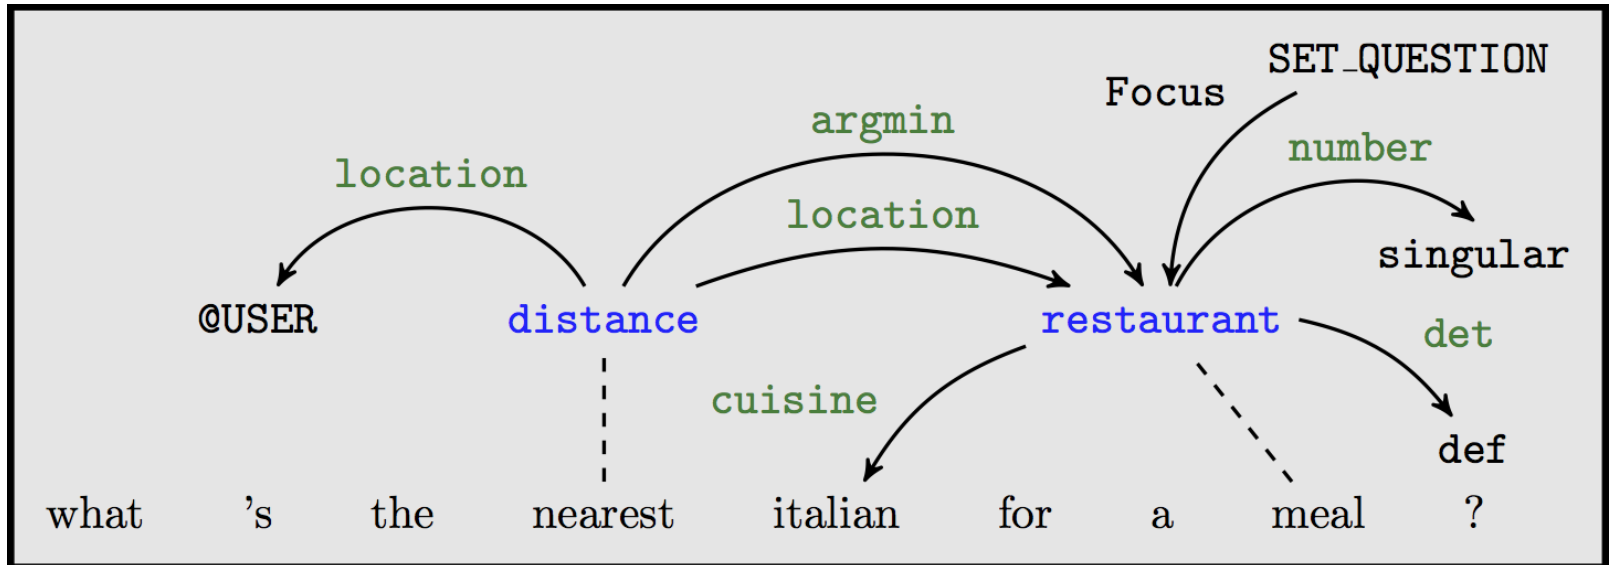 SET_QUESTION
Focus
argmin
number
location
location
singular
@USER distance restaurant
det
cuisine
def
what 's the nearest italian for a meal ?